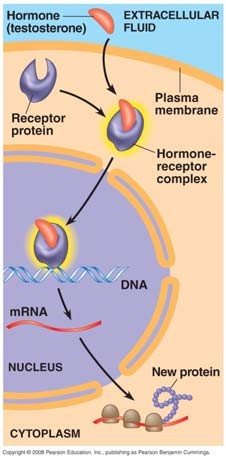 Hormone
(testosterone)
EXTRACELLULAR
FLUID
Plasma
membrane
Receptor
protein
Hormone-
receptor
complex
DNA
mRNA
NUCLEUS
New protein
CYTOPLASM
Copyright © 2008 Pearson Education, Inc., publishing as Pearson Benjamin Cummings.